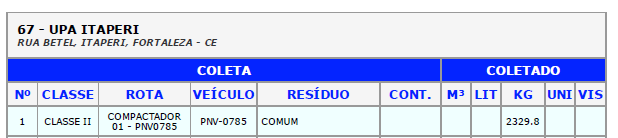 67 - UPA ITAPERI
RUA BETEL, ITAPERI, FORTALEZA - CE
COLETA COLETADO
Nº CLASSE ROTA VEÍCULO RESÍDUO CONT. M³ LIT KG UNI VIS
1 CLASSE II COMPACTADOR 01 - PNV0785 PNV-0785 COMUM 2329.8